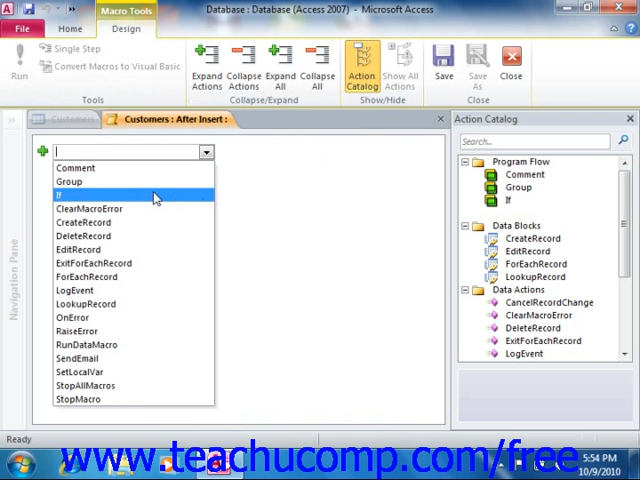 Macro Tools
Database : Database (Access 2007) - Microsoft Access
File
Home
Design
Run
Single Step
Convert Macros to Visual Basic
Expand Actions
Collapse Actions
Expand All
Collapse All
Action Catalog
Show All Actions
Save
Save As
Close
Tools
Collapse/Expand
Show/Hide
Close
Customers
Customers : After Insert :
Comment
Group
If
ClearMacroError
CreateRecord
DeleteRecord
EditRecord
ExitForEachRecord
ForEachRecord
LogEvent
LookupRecord
OnError
RaiseError
RunDataMacro
SendEmail
SetLocalVar
StopAllMacros
StopMacro
Navigation Pane
Action Catalog
Search...
Program Flow
Comment
Group
If
Data Blocks
CreateRecord
EditRecord
ForEachRecord
LookupRecord
Data Actions
CancelRecordChange
ClearMacroError
DeleteRecord
ExitForEachRecord
LogEvent
Ready
www.teachucomp.com/free
5:54 PM
10/9/2010